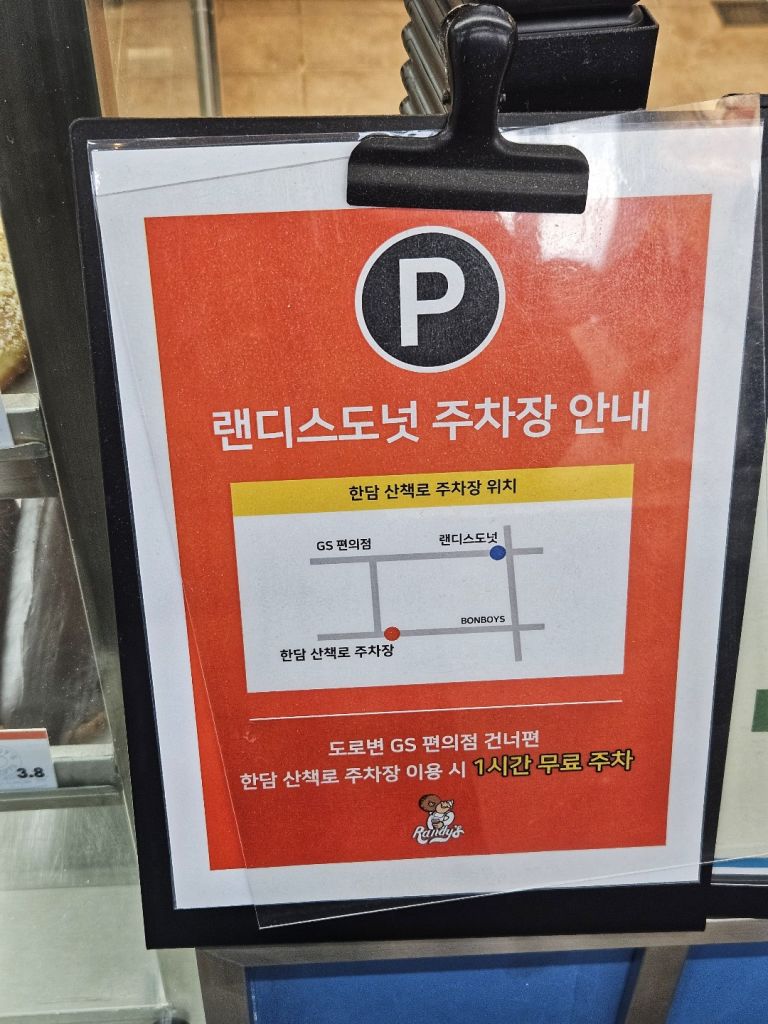 P
랜디스도넛 주차장 안내
한담 산책로 주차장 위치
GS 편의점
랜디스도넛
BONBOYS
한담 산책로 주차장
도로변 GS 편의점 건너편
한담 산책로 주차장 이용 시 1시간 무료 주차
Randy's
3.8